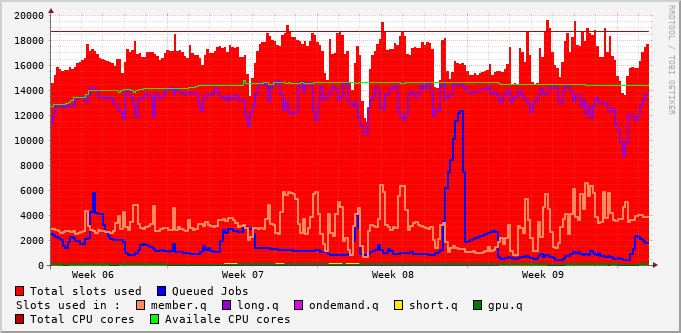 20000
18000
16000
14000
12000
10000
8000
6000
4000
2000
0
Week 06 Week 07 Week 08 Week 09
RRDTOOL / TOBI OETIKER
Total slots used Queued Jobs
Slots used in : member.q long.q ondemand.q short.q gpu.q
Total CPU cores Availale CPU cores